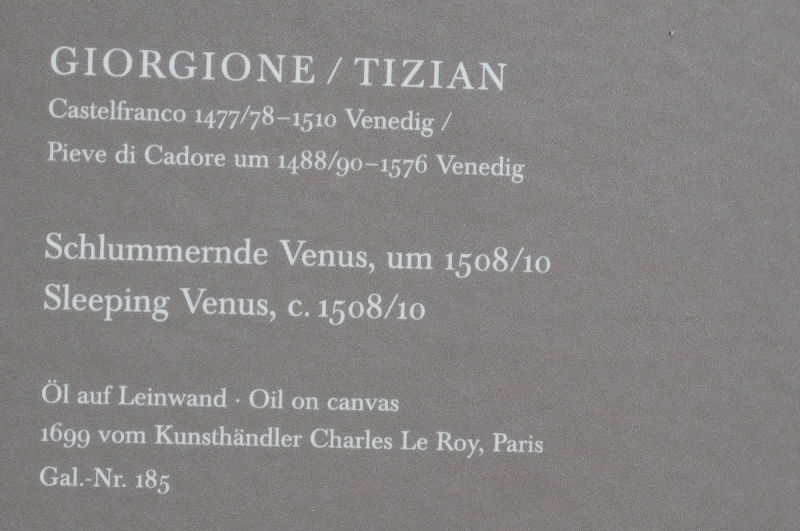 GIORGIONE / TIZIAN
Castelfranco 1477/78–1510 Venedig /
Pieve di Cadore um 1488/90–1576 Venedig
Schlummernde Venus, um 1508/10
Sleeping Venus, c. 1508/10
Öl auf Leinwand · Oil on canvas
1699 vom Kunsthändler Charles Le Roy, Paris
Gal.-Nr. 185